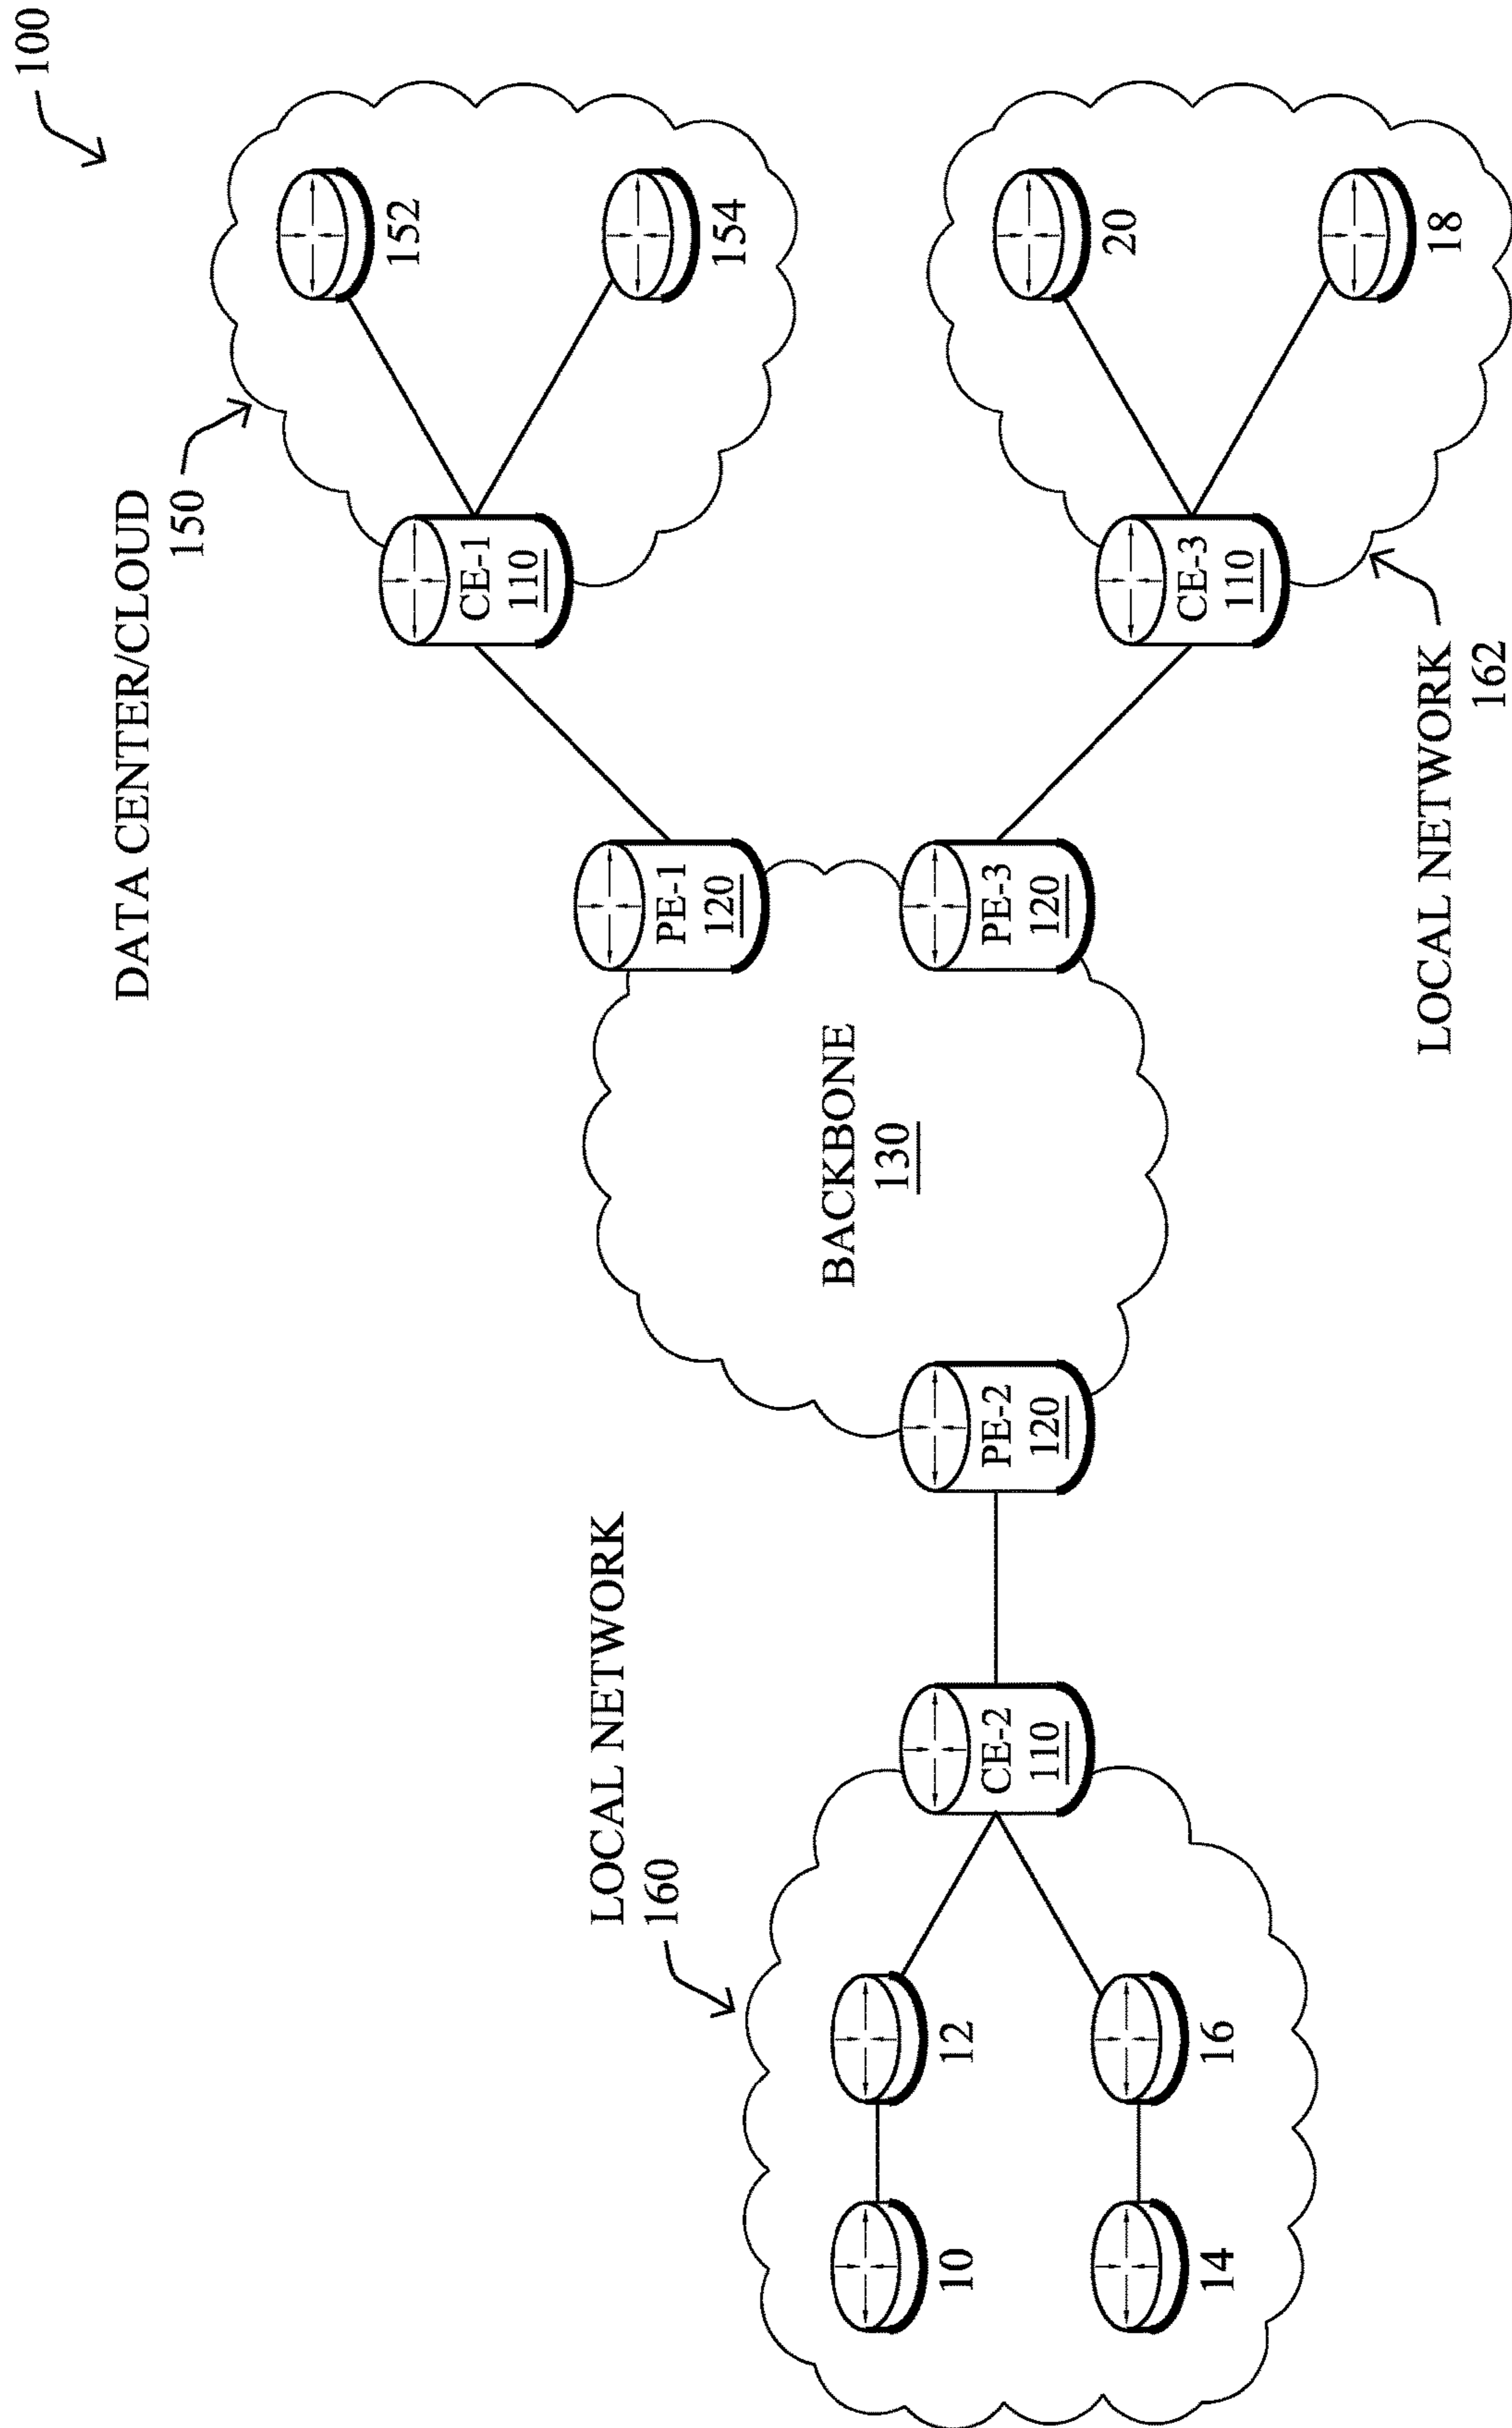 100
DATA CENTER/CLOUD
150
152
154
CE-1
110
PE-1
120
BACKBONE
130
PE-3
120
PE-2
120
CE-3
110
20
18
LOCAL NETWORK
162
LOCAL NETWORK
160
CE-2
110
12
10
16
14